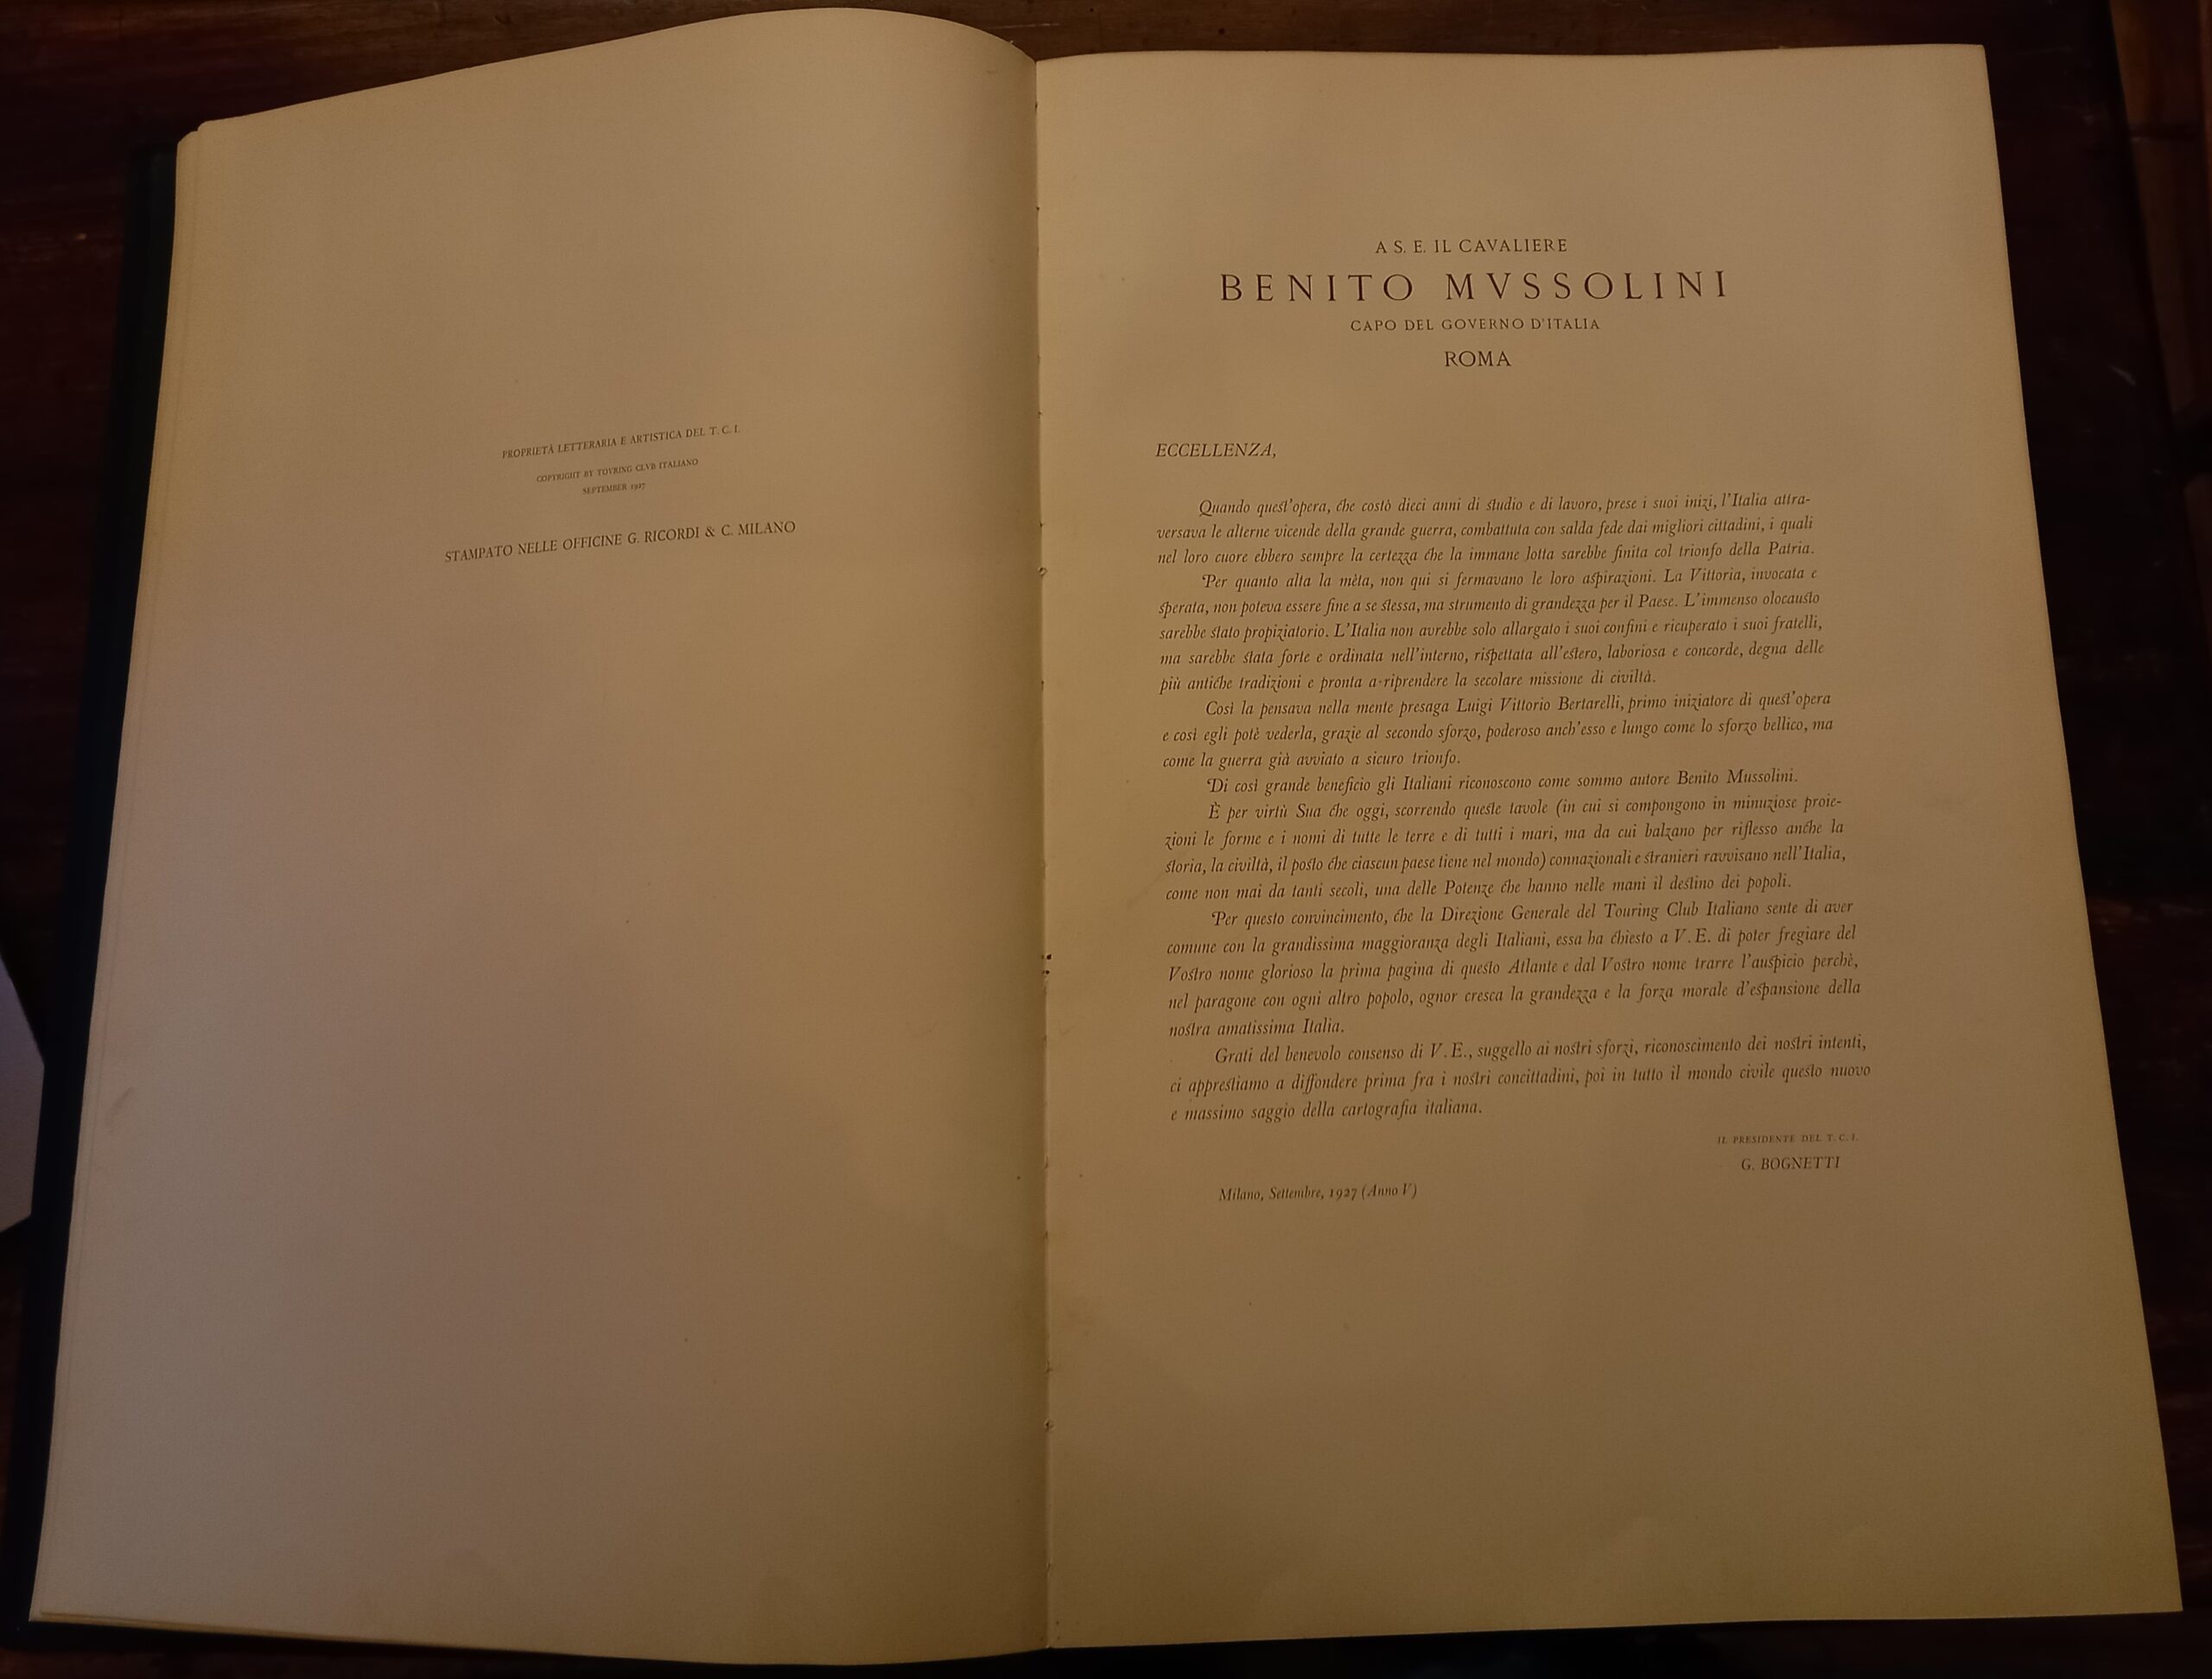 PROPRIETÀ LETTERARIA E ARTISTICA DEL T. C. I.
COPYRIGHT BY TOVRING CLVB ITALIANO
SEPTEMBER 1927
STAMPATO NELLE OFFICINE G. RICORDI & C. MILANO
A S. E. IL CAVALIERE
BENITO MVSSOLINI
CAPO DEL GOVERNO D'ITALIA
ROMA
ECCELLENZA,
Quando quest'opera, che costò dieci anni di studio e di lavoro, prese i suoi inizi, l'Italia attra-
versava le alterne vicende della grande guerra, combattuta con salda fede dai migliori cittadini, i quali
nel loro cuore ebbero sempre la certezza che la immane lotta sarebbe finita col trionfo della Patria.
Per quanto alta la mèta, non qui si fermavano le loro aspirazioni. La Vittoria, invocata e
sperata, non poteva essere fine a se stessa, ma strumento di grandezza per il Paese. L'immenso olocausto
sarebbe stato propiziatorio. L'Italia non avrebbe solo allargato i suoi confini e ricuperato i suoi fratelli,
ma sarebbe stata forte e ordinata nell'interno, rispettata all'estero, laboriosa e concorde, degna delle
più antiche tradizioni e pronta a riprendere la secolare missione di civiltà.
Così la pensava nella mente presaga Luigi Vittorio Bertarelli, primo iniziatore di quest'opera
e così egli potè vederla, grazie al secondo sforzo, poderoso anch'esso e lungo come lo sforzo bellico, ma
come la guerra già avviato a sicuro trionfo.
Di così grande beneficio gli Italiani riconoscono come sommo autore Benito Mussolini.
È per virtù Sua che oggi, scorrendo queste tavole (in cui si compongono in minuziose proie-
zioni le forme e i nomi di tutte le terre e di tutti i mari, ma da cui balzano per riflesso anche la
storia, la civiltà, il posto che ciascun paese tiene nel mondo) connazionali e stranieri ravvisano nell'Italia,
come non mai da tanti secoli, una delle Potenze che hanno nelle mani il destino dei popoli.
Per questo convincimento, che la Direzione Generale del Touring Club Italiano sente di aver
comune con la grandissima maggioranza degli Italiani, essa ha chiesto a V. E. di poter fregiare del
Vostro nome glorioso la prima pagina di questo Atlante e dal Vostro nome trarre l'auspicio perchè,
nel paragone con ogni altro popolo, ognor cresca la grandezza e la forza morale d'espansione della
nostra amatissima Italia.
Grati del benevolo consenso di V. E., suggello ai nostri sforzi, riconoscimento dei nostri intenti,
ci apprestiamo a diffondere prima fra i nostri concittadini, poi in tutto il mondo civile questo nuovo
e massimo saggio della cartografia italiana.
IL PRESIDENTE DEL T. C. I.
G. BOGNETTI
Milano, Settembre, 1927 (Anno V)